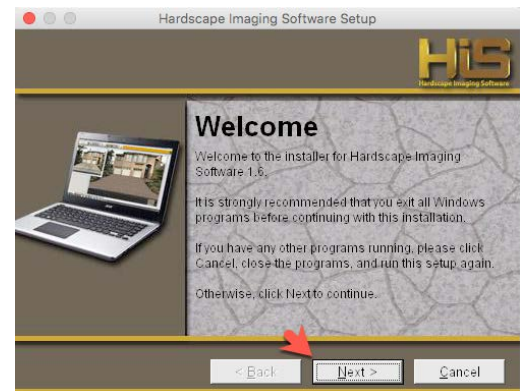 Hardscape Imaging Software Setup
HiS
Hardscape Imaging Software
Welcome
Welcome to the installer for Hardscape Imaging
Software 1.6.
It is strongly recommended that you exit all Windows
programs before continuing with this installation.
If you have any other programs running, please click
Cancel, close the programs, and run this setup again.
Otherwise, click Next to continue.
< Back
Next >
Cancel